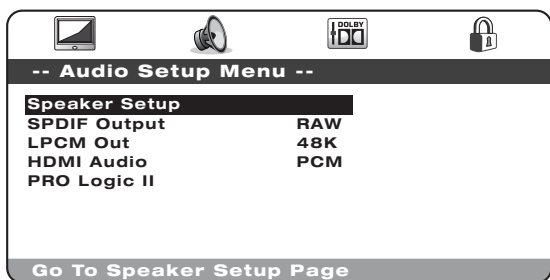 DOLBY
-- Audio Setup Menu --
Speaker Setup
SPDIF Output RAW
LPCM Out 48K
HDMI Audio PCM
PRO Logic II
Go To Speaker Setup Page